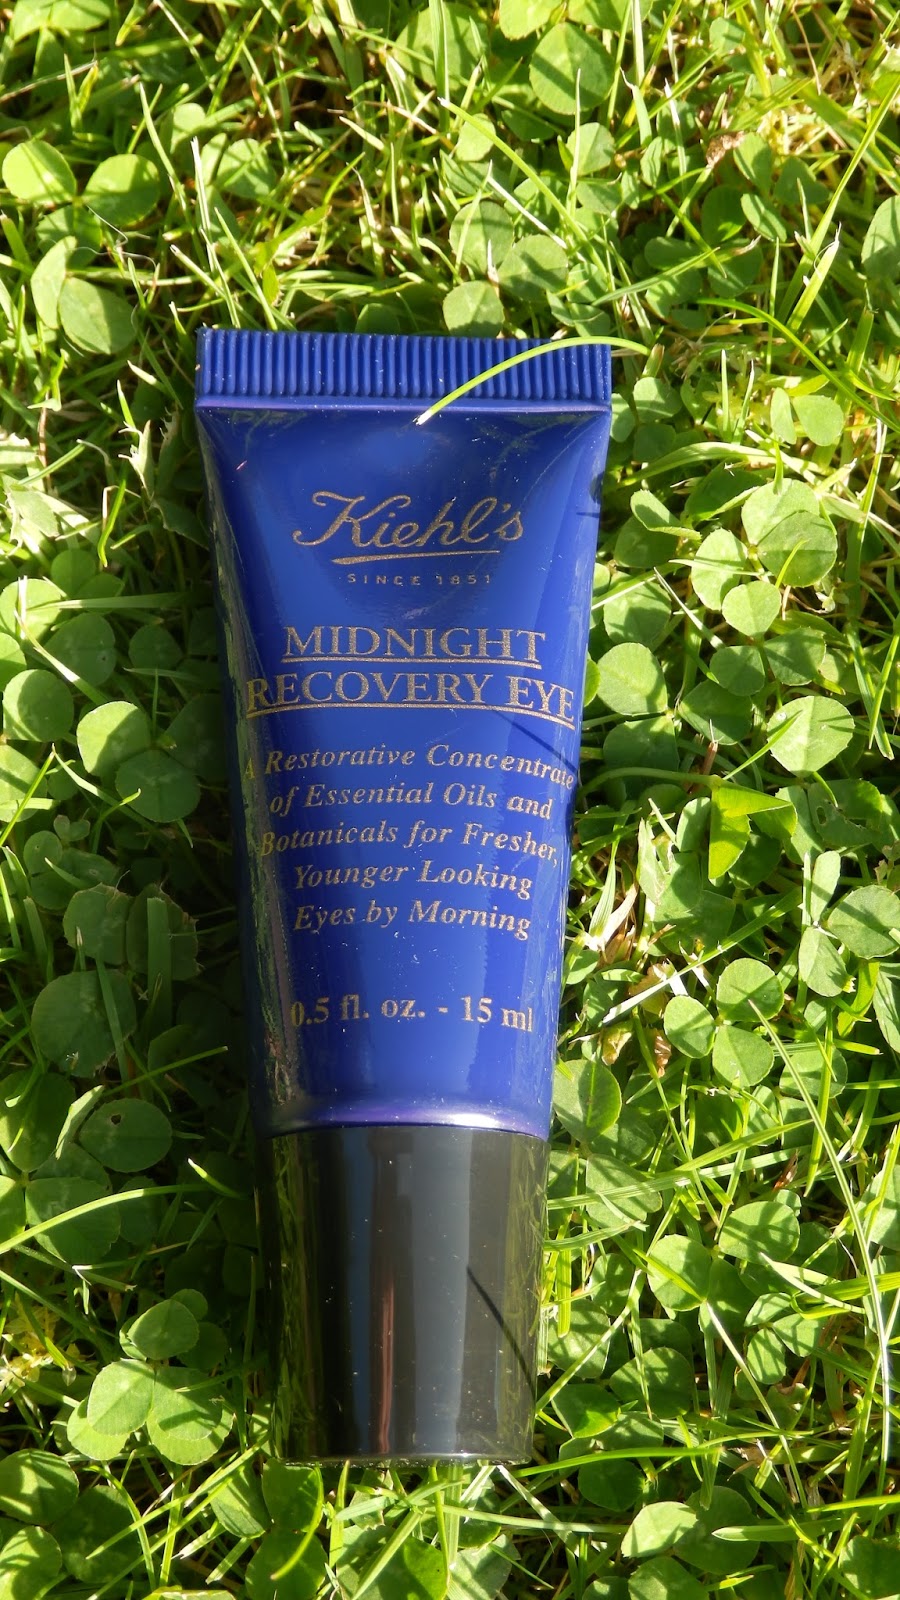 Kiehl's
SINCE 1851
MIDNIGHT
RECOVERY EYE
A Restorative Concentrate
of Essential Oils and
Botanicals for Fresher,
Younger Looking
Eyes by Morning
0.5 fl. oz. - 15 ml